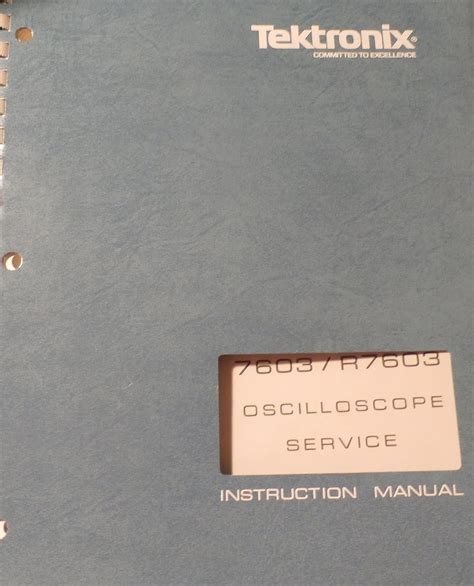 Tektronix®
COMMITTED TO EXCELLENCE
7603/R7603
OSCILLOSCOPE
SERVICE
INSTRUCTION MANUAL